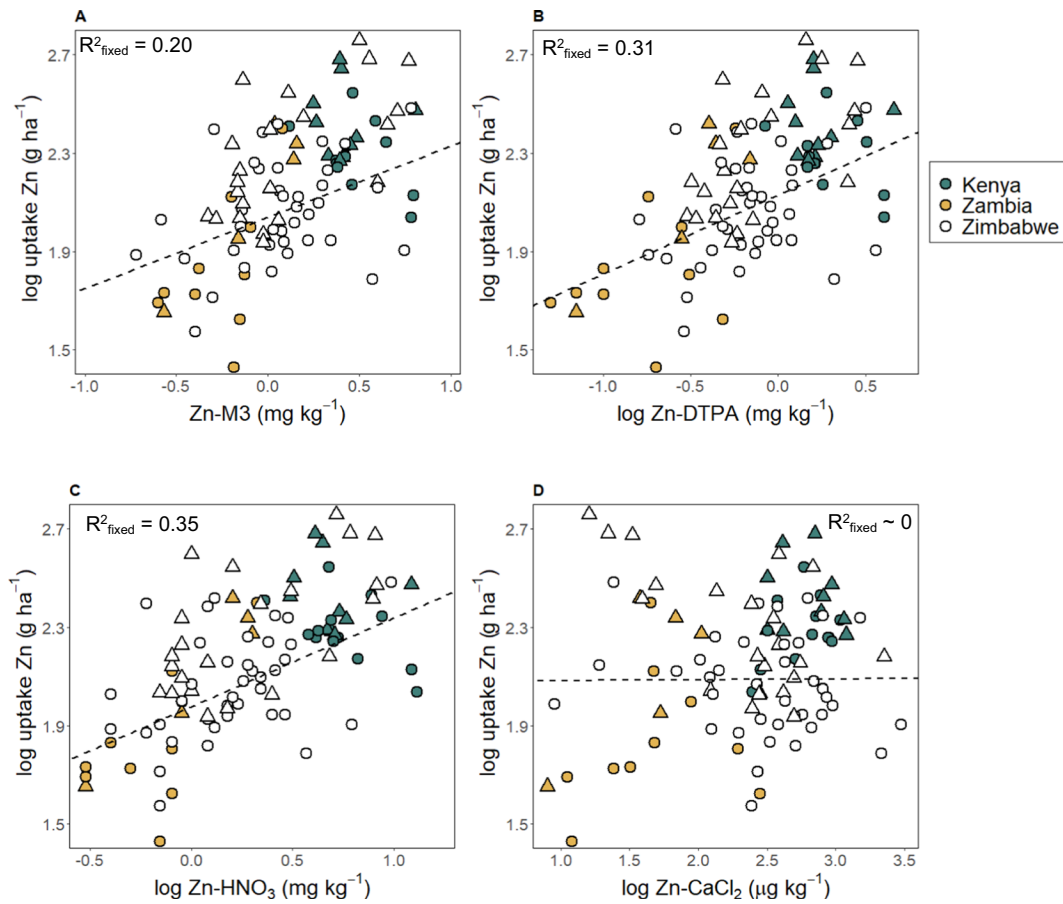 A
R²fixed = 0.20
2.7
2.3
1.9
1.5
log uptake Zn (g ha⁻¹)
-1.0 -0.5 0.0 0.5 1.0
Zn-M3 (mg kg⁻¹)
B
R²fixed = 0.31
2.7
2.3
1.9
1.5
log uptake Zn (g ha⁻¹)
-1.0 -0.5 0.0 0.5
log Zn-DTPA (mg kg⁻¹)
Kenya
Zambia
Zimbabwe
C
R²fixed = 0.35
2.7
2.3
1.9
1.5
log uptake Zn (g ha⁻¹)
-0.5 0.0 0.5 1.0
log Zn-HNO₃ (mg kg⁻¹)
D
R²fixed ~ 0
2.7
2.3
1.9
1.5
log uptake Zn (g ha⁻¹)
1.0 1.5 2.0 2.5 3.0 3.5
log Zn-CaCl₂ (μg kg⁻¹)